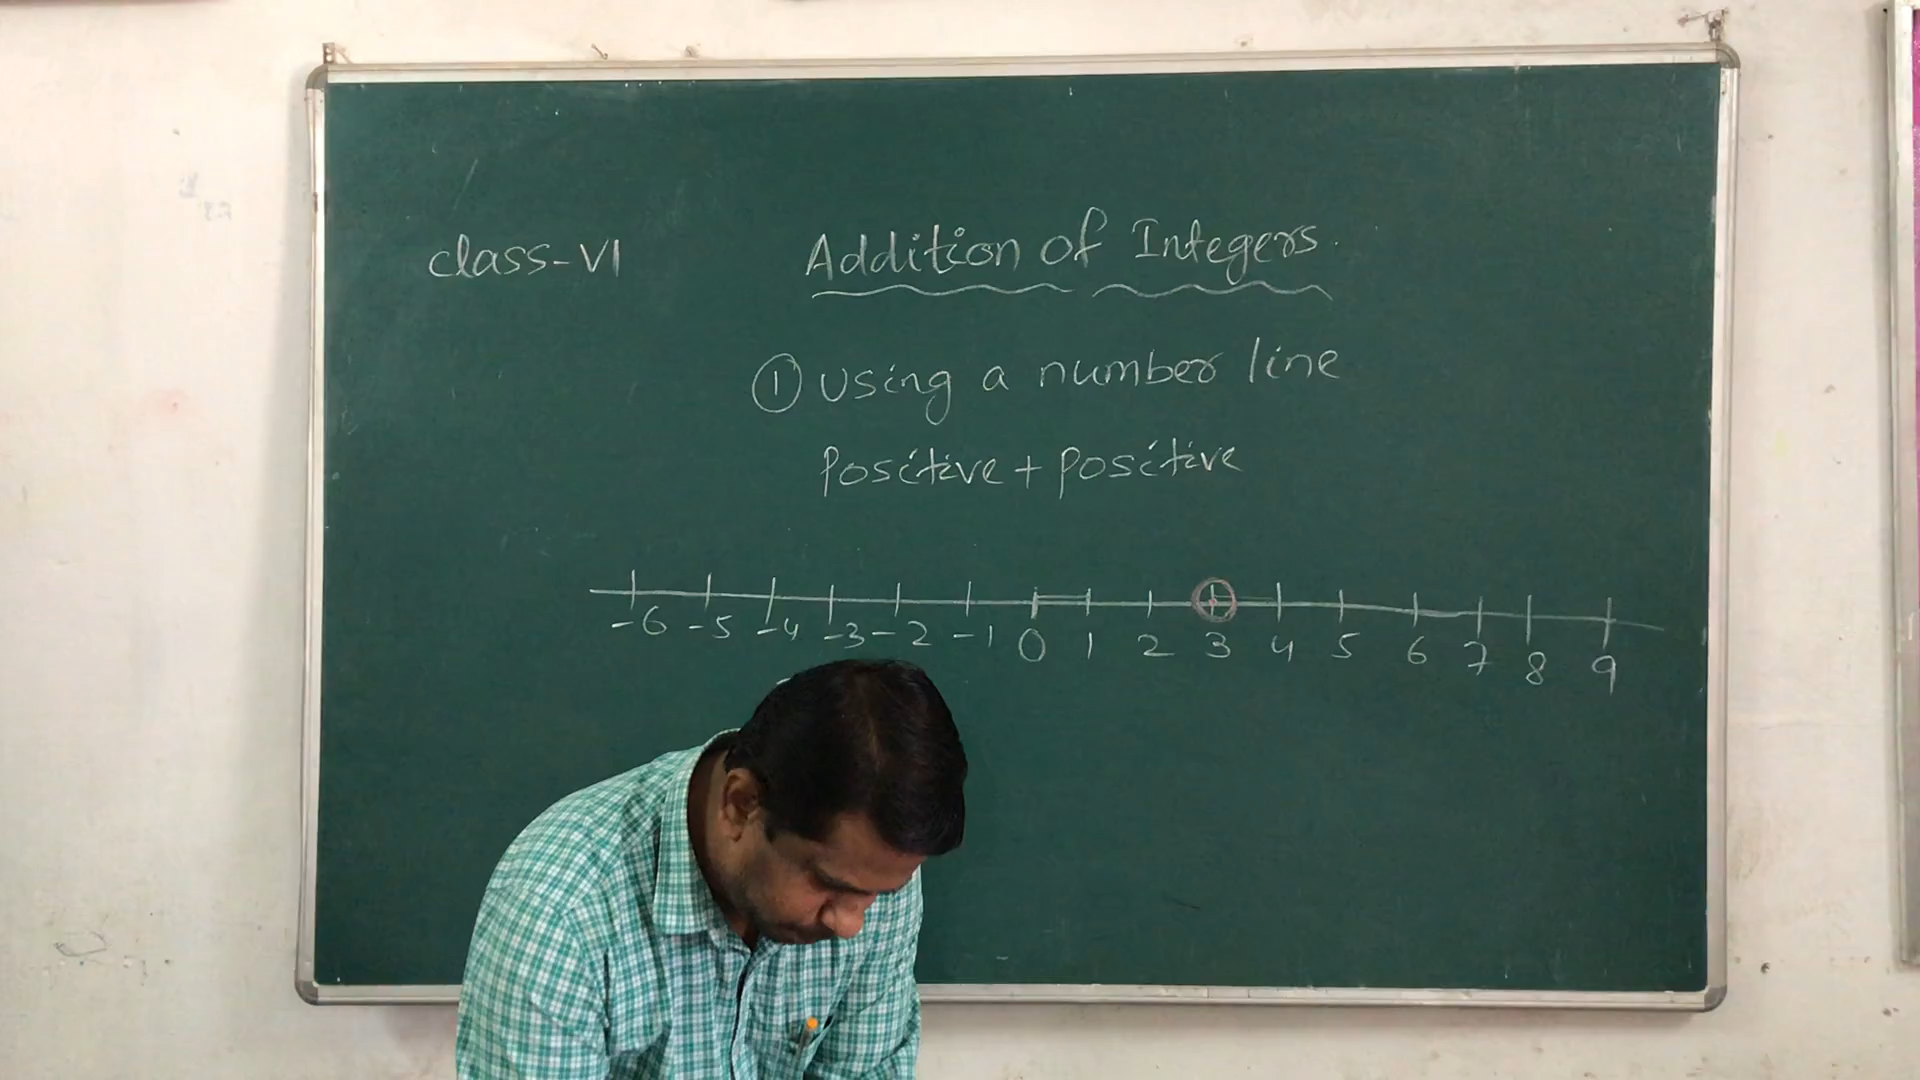 class-VI
Addition of Integers.
① Using a number line
Positive + Positive
-6 -5 -4 -3 -2 -1 0 1 2 3 4 5 6 7 8 9